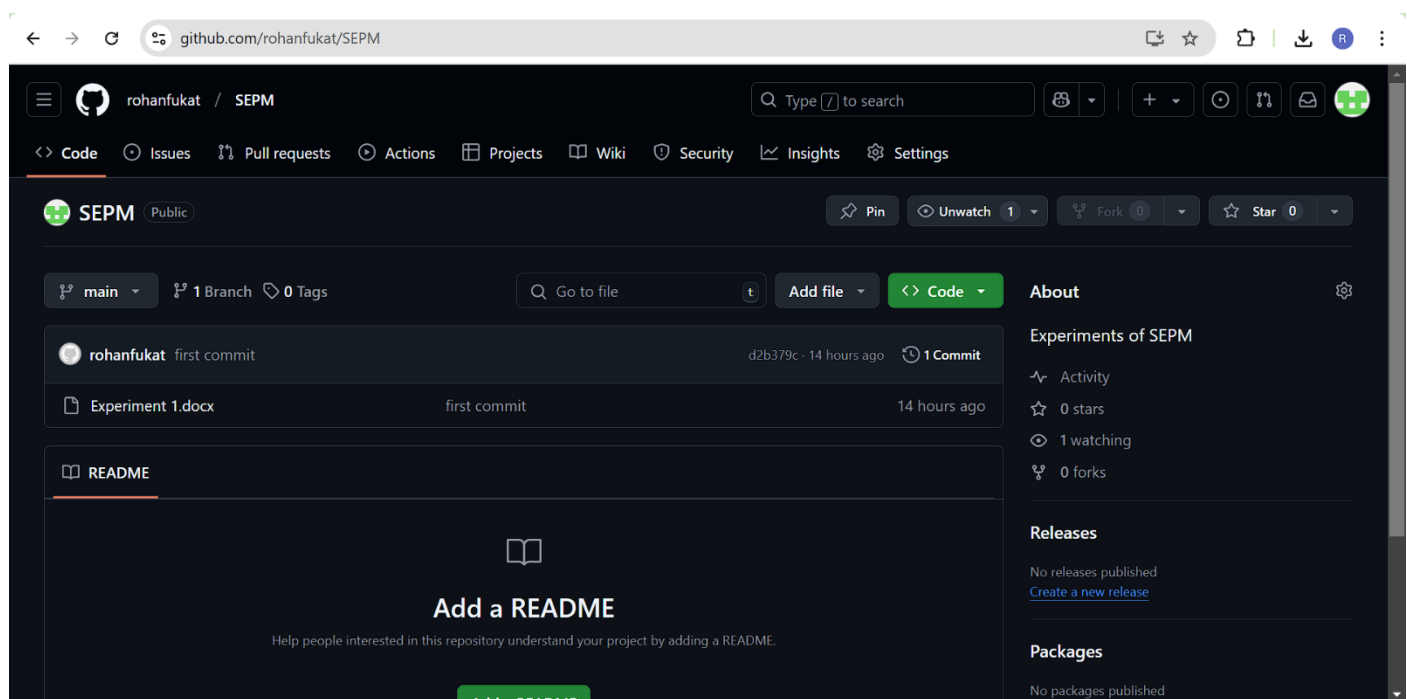 github.com/rohanfukat/SEPM
R
rohanfukat / SEPM
Type / to search
Code Issues Pull requests Actions Projects Wiki Security Insights Settings
SEPM Public
Pin Unwatch 1 Fork 0 Star 0
main 1 Branch 0 Tags
Go to file t Add file Code
rohanfukat first commit d2b379c · 14 hours ago 1 Commit
Experiment 1.docx first commit 14 hours ago
README
Add a README
Help people interested in this repository understand your project by adding a README.
About
Experiments of SEPM
Activity
0 stars
1 watching
0 forks
Releases
No releases published
Create a new release
Packages
No packages published